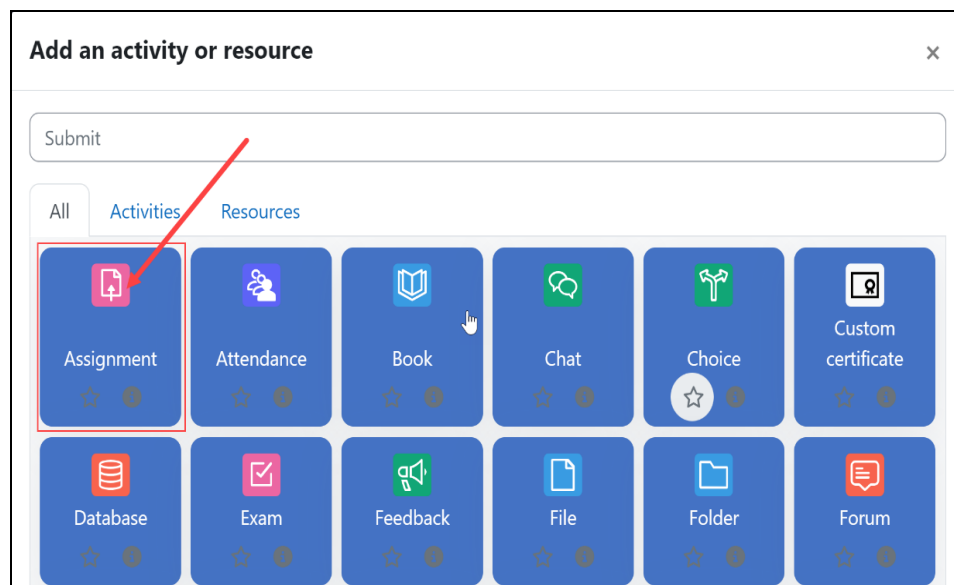 Add an activity or resource
×
Submit
All Activities Resources
Assignment Attendance Book Chat Choice Custom certificate
Database Exam Feedback File Folder Forum